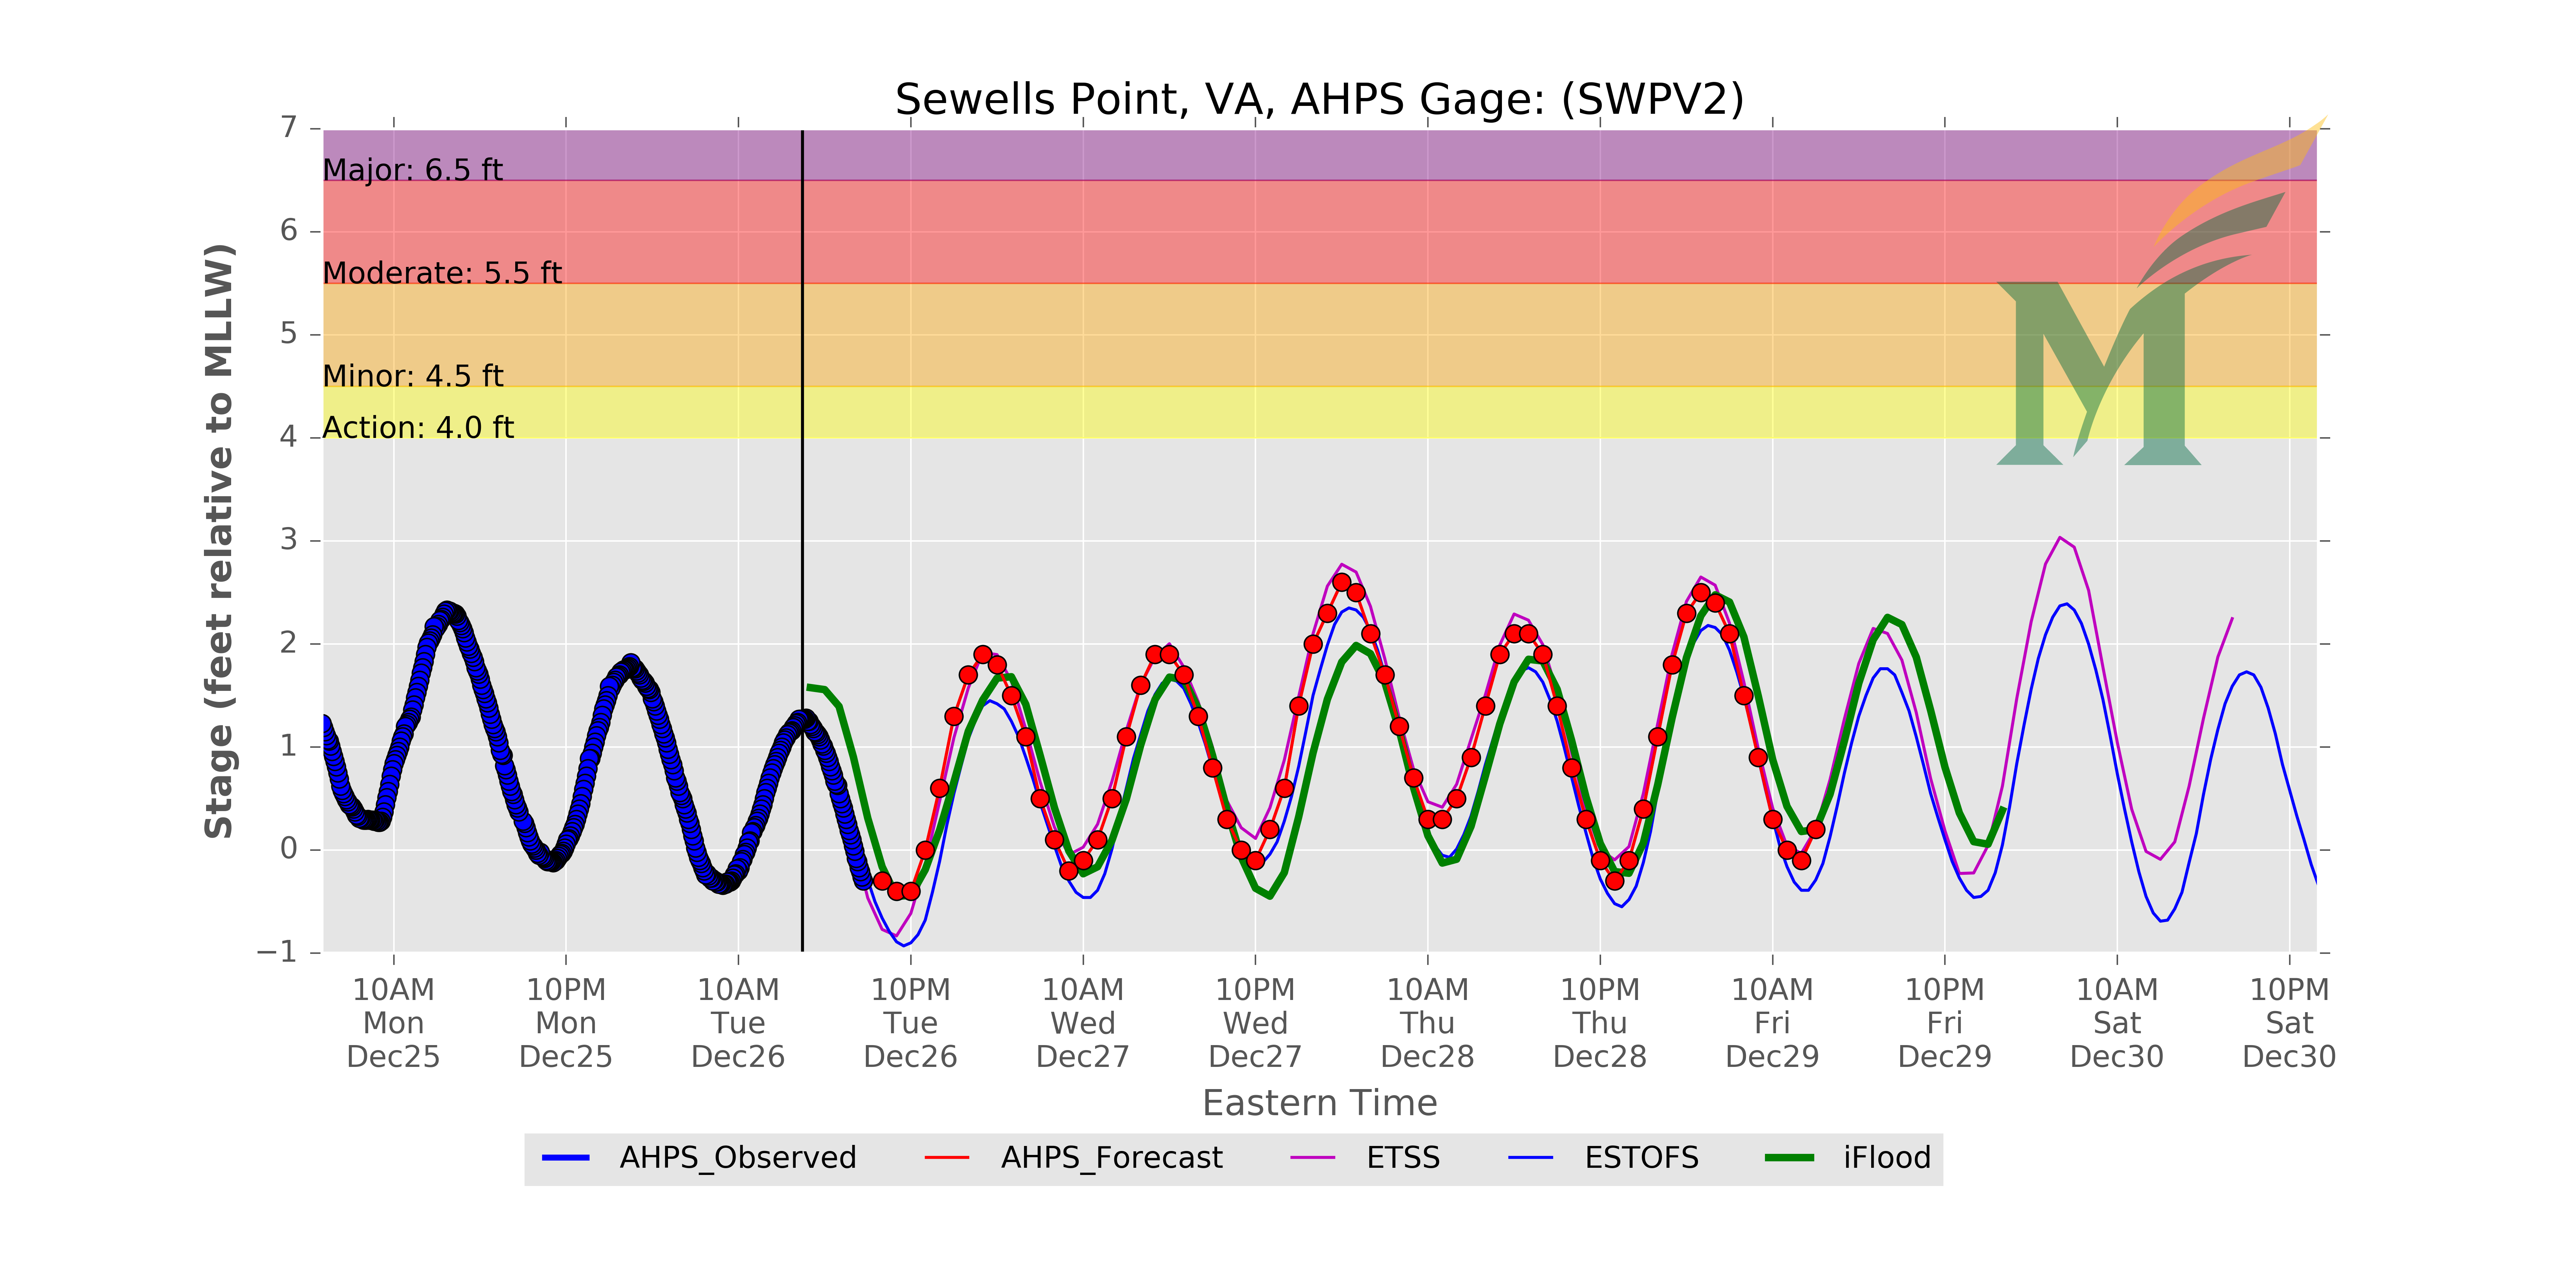 Sewells Point, VA, AHPS Gage: (SWPV2)
Stage (feet relative to MLLW)
7
6
5
4
3
2
1
0
−1
Major: 6.5 ft
Moderate: 5.5 ft
Minor: 4.5 ft
Action: 4.0 ft
10AM
Mon
Dec25
10PM
Mon
Dec25
10AM
Tue
Dec26
10PM
Tue
Dec26
10AM
Wed
Dec27
10PM
Wed
Dec27
10AM
Thu
Dec28
10PM
Thu
Dec28
10AM
Fri
Dec29
10PM
Fri
Dec29
10AM
Sat
Dec30
10PM
Sat
Dec30
Eastern Time
AHPS_Observed
AHPS_Forecast
ETSS
ESTOFS
iFlood